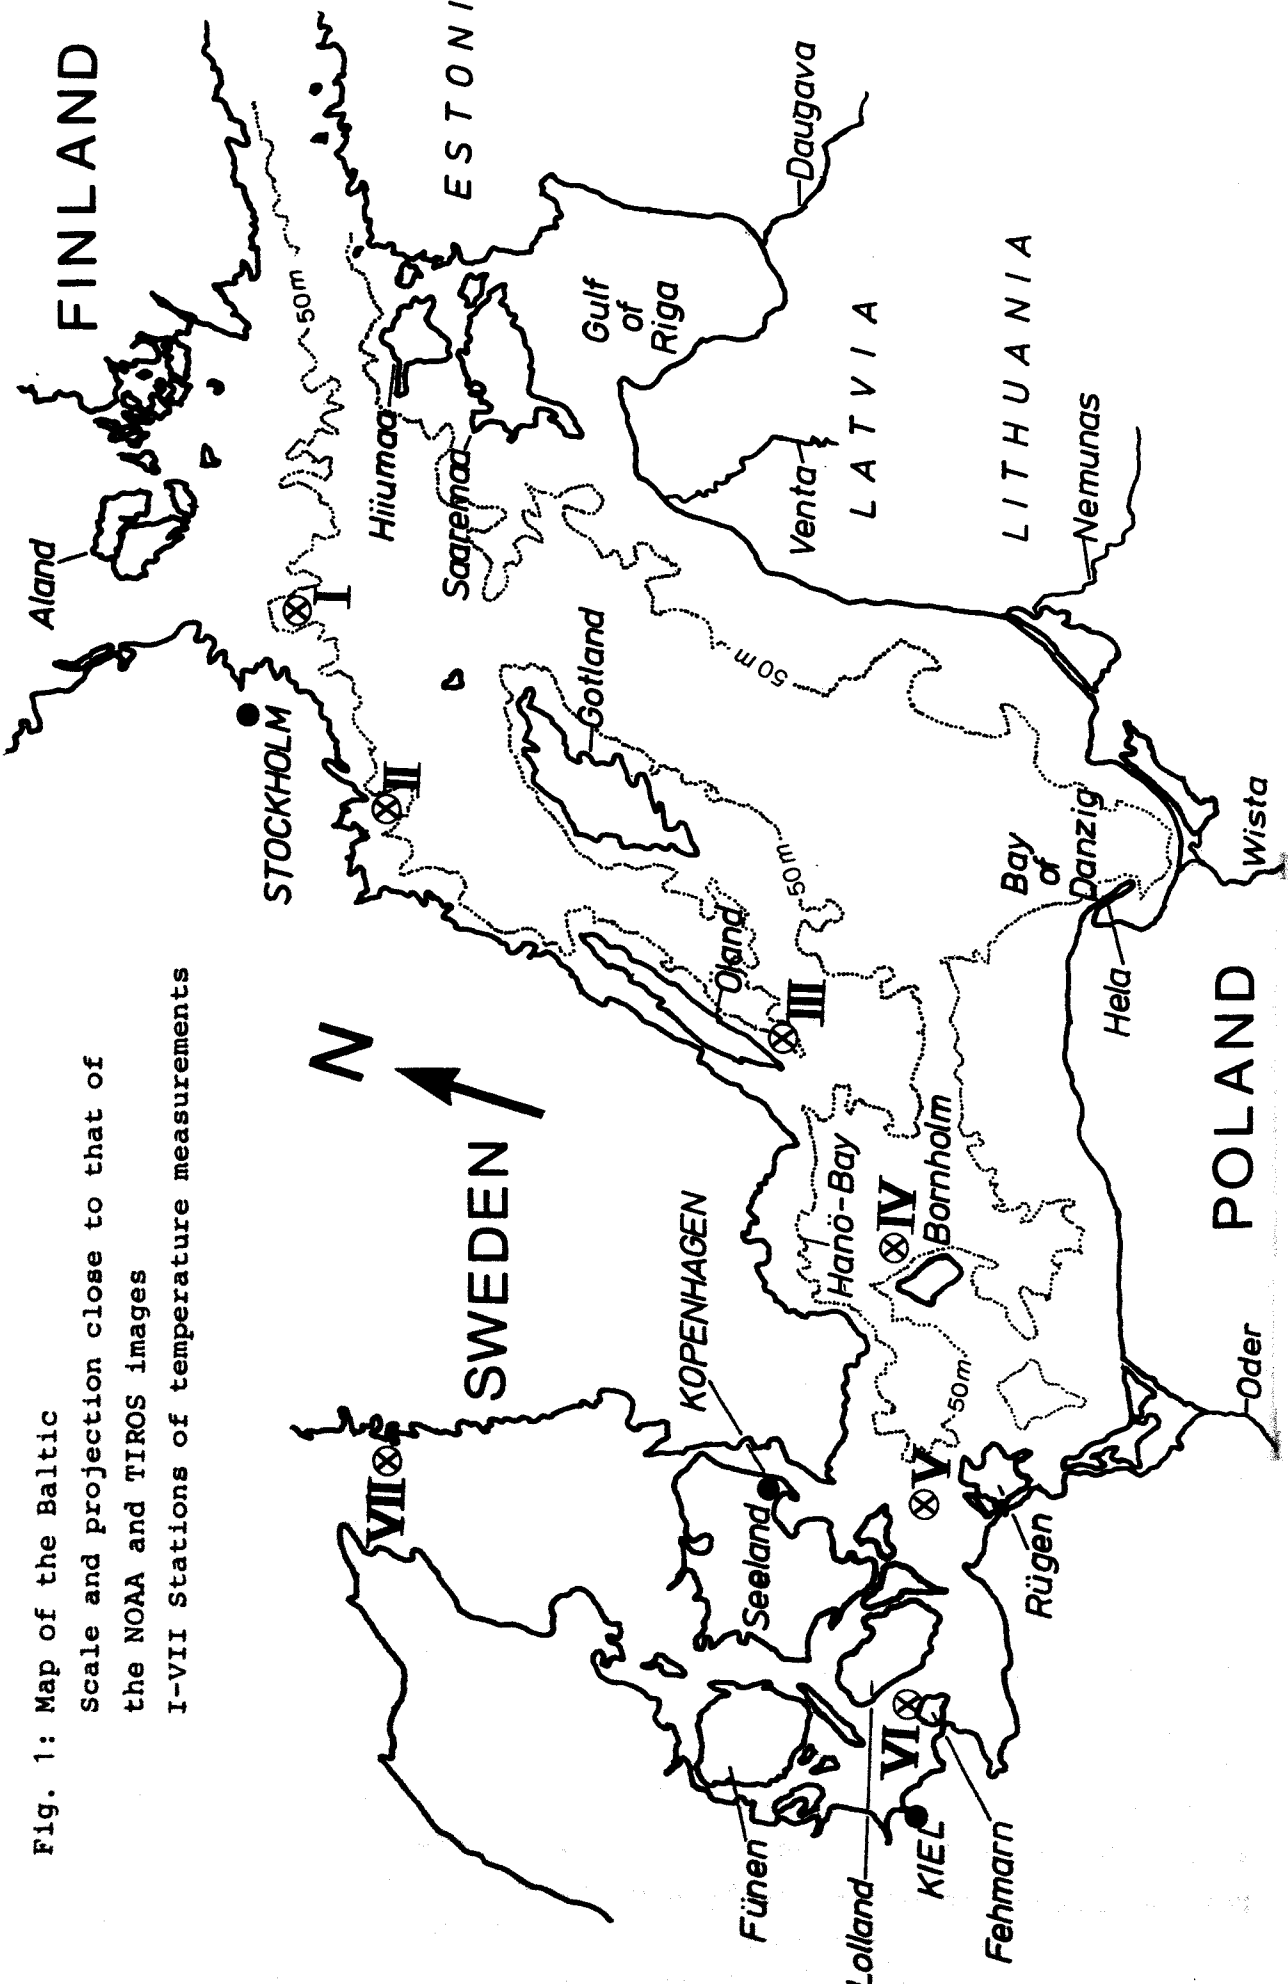 Fig. 1: Map of the Baltic
Scale and projection close to that of
the NOAA and TIROS images
I-VII Stations of temperature measurements
FINLAND
Aland
50m
I
STOCKHOLM
N
II
Hiiumaa
ESTONI
Saaremaa
SWEDEN
VII
Gotland
Gulf
of
Riga
Daugava
50m
Venta
LATVIA
KOPENHAGEN
Öland
III
50m
Seeland
Hanö-Bay
IV
Bornholm
LITHUANIA
Nemunas
Fünen
Lolland
VI
V
50m
Bay
of
Danzig
KIEL
Fehmarn
Rügen
Hela
Wista
POLAND
Oder